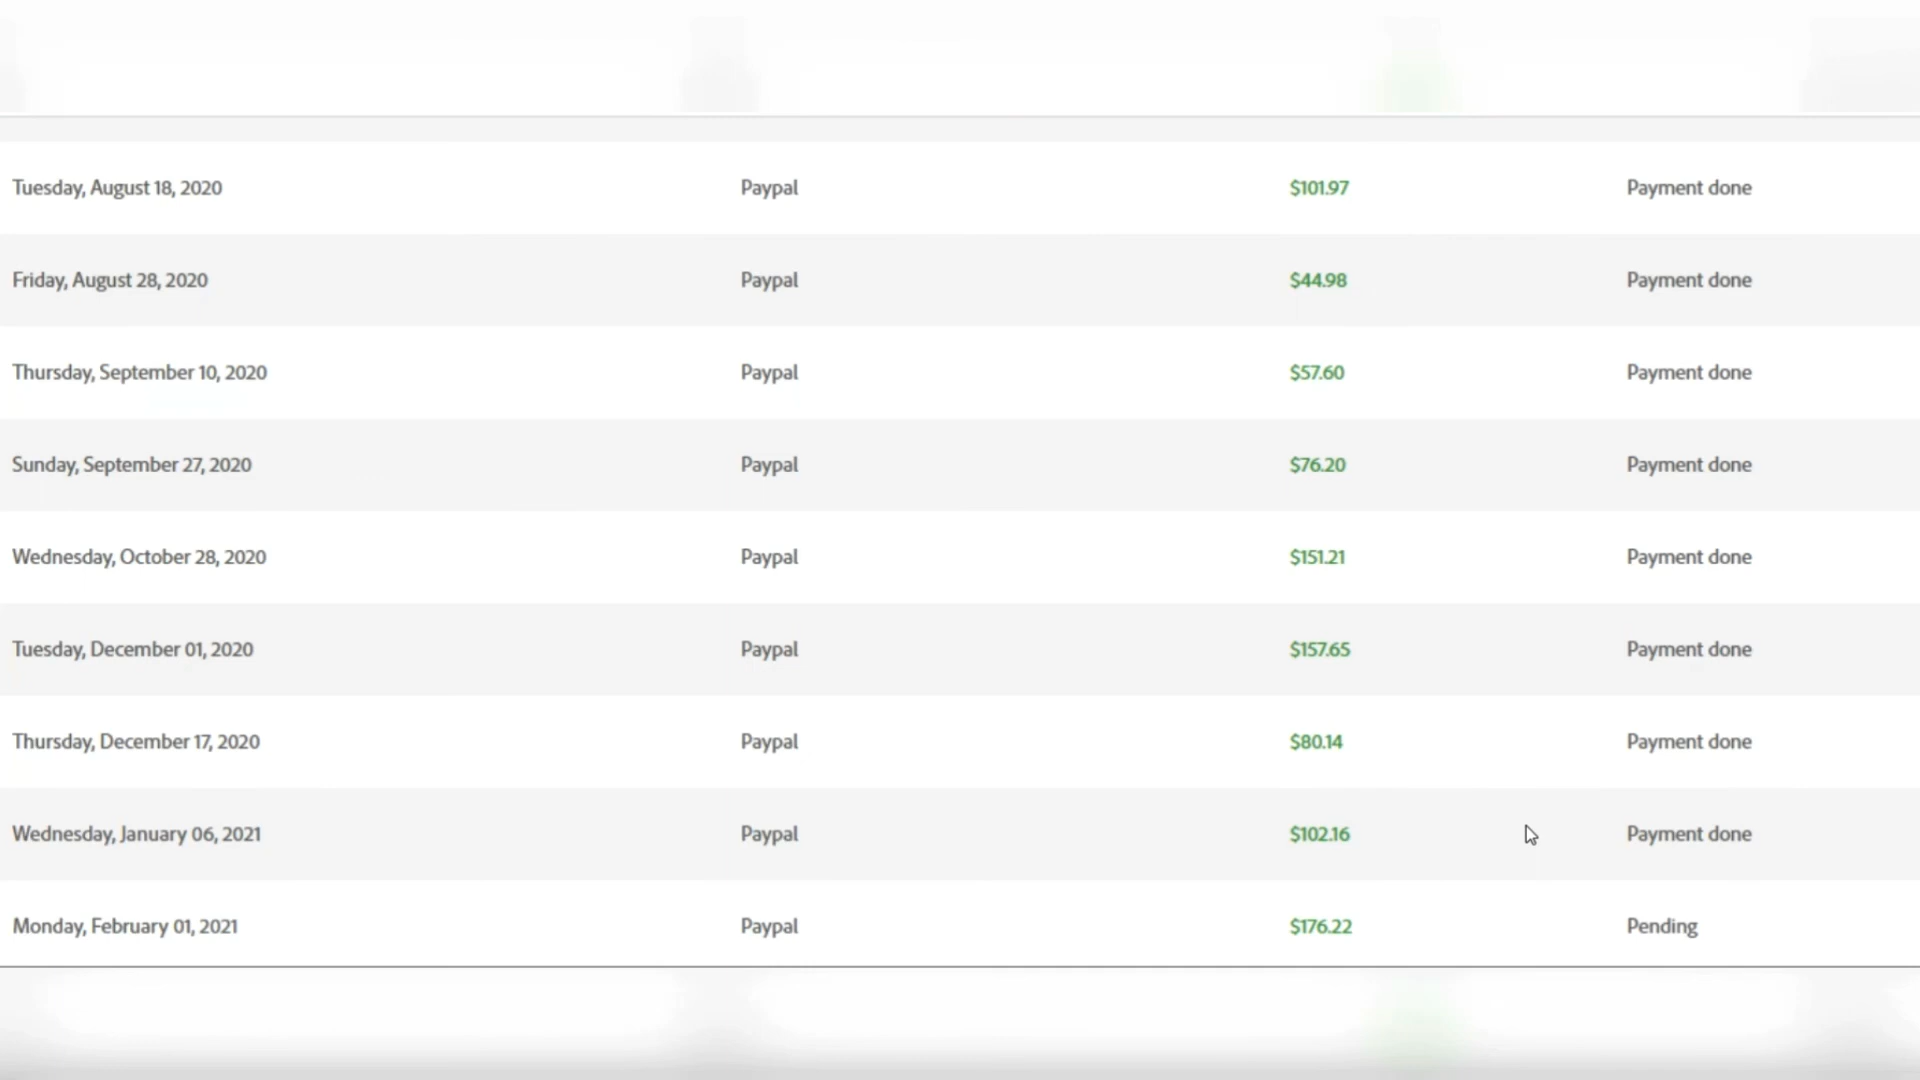 Tuesday, August 18, 2020 Paypal $101.97 Payment done
Friday, August 28, 2020 Paypal $44.98 Payment done
Thursday, September 10, 2020 Paypal $57.60 Payment done
Sunday, September 27, 2020 Paypal $76.20 Payment done
Wednesday, October 28, 2020 Paypal $151.21 Payment done
Tuesday, December 01, 2020 Paypal $157.65 Payment done
Thursday, December 17, 2020 Paypal $80.14 Payment done
Wednesday, January 06, 2021 Paypal $102.16 Payment done
Monday, February 01, 2021 Paypal $176.22 Pending